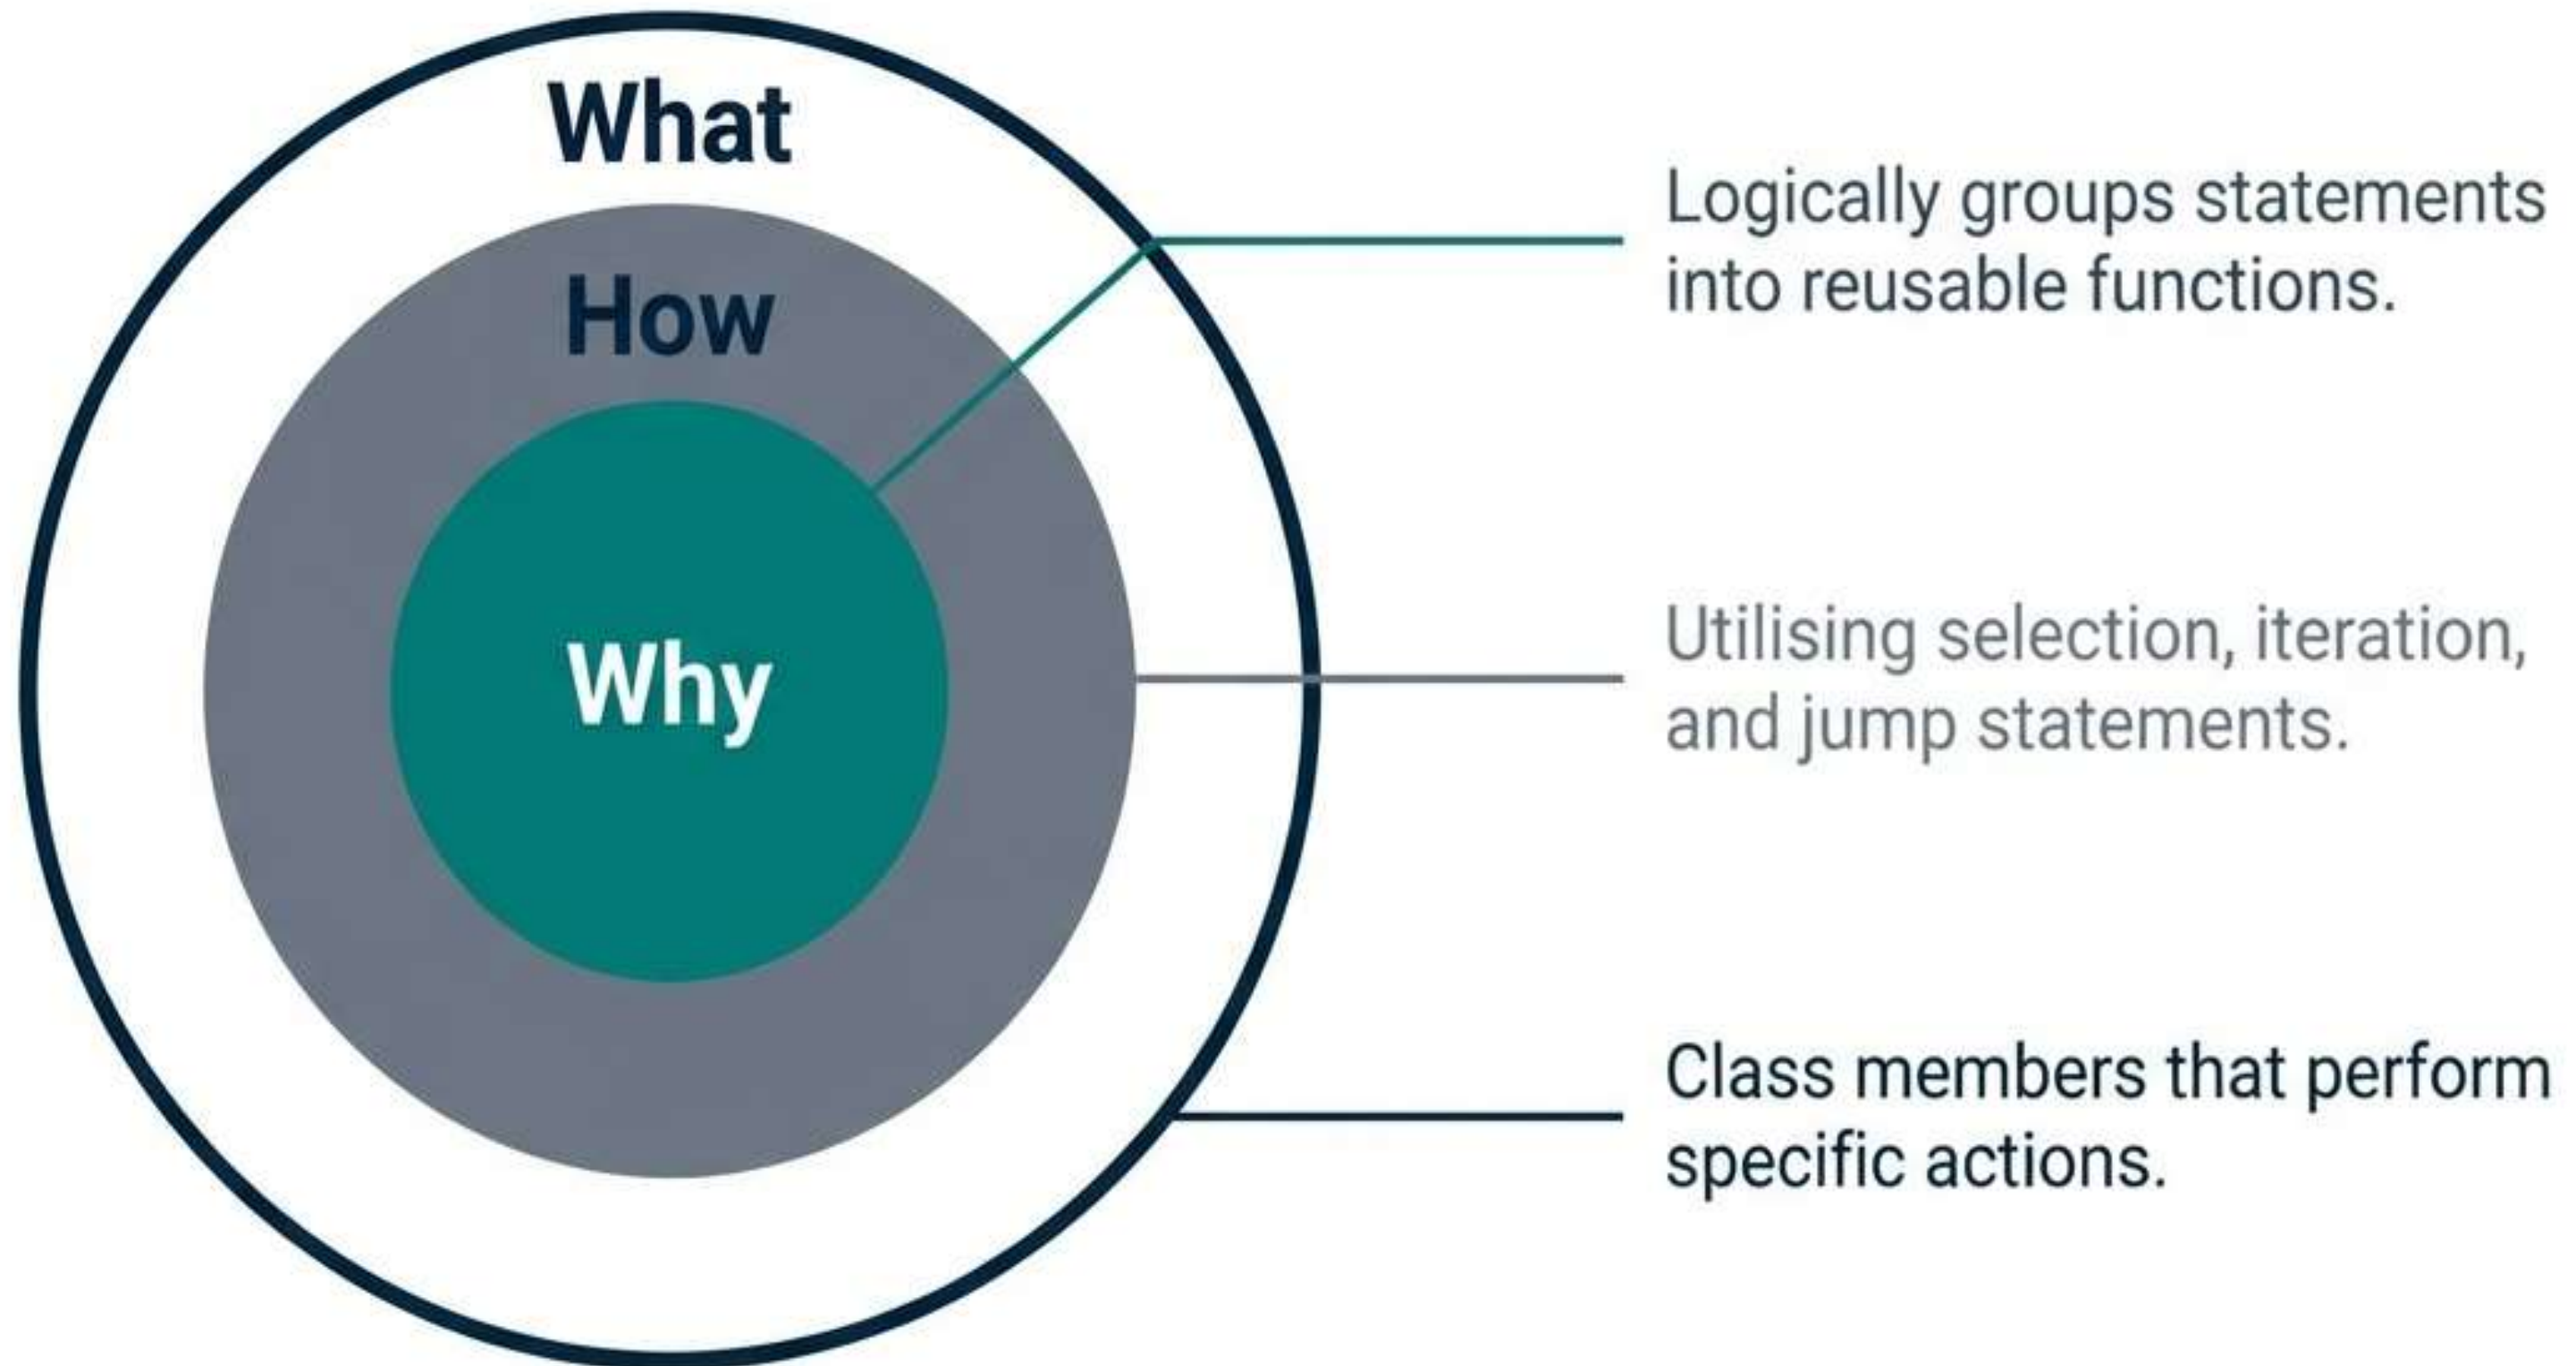 What
How
Why
Logically groups statements
into reusable functions.
Utilising selection, iteration,
and jump statements.
Class members that perform
specific actions.